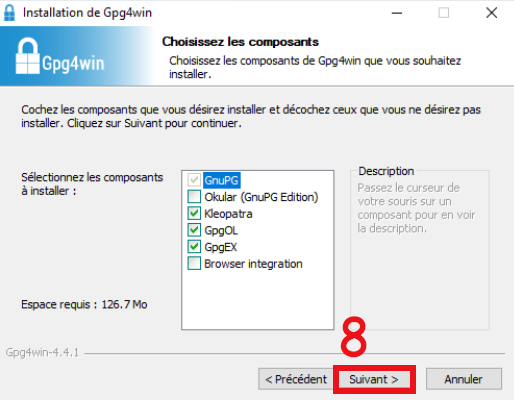 Installation de Gpg4win
Gpg4win
Choisissez les composants
Choisissez les composants de Gpg4win que vous souhaitez
installer.
Cochez les composants que vous désirez installer et décochez ceux que vous ne désirez pas
installer. Cliquez sur Suivant pour continuer.
Sélectionnez les composants
à installer :
GnuPG
Okular (GnuPG Edition)
Kleopatra
GpgOL
GpgEX
Browser integration
Description
Passez le curseur de
votre souris sur un
composant pour en voir
la description.
Espace requis : 126.7 Mo
8
Gpg4win-4.4.1
< Précédent
Suivant >
Annuler